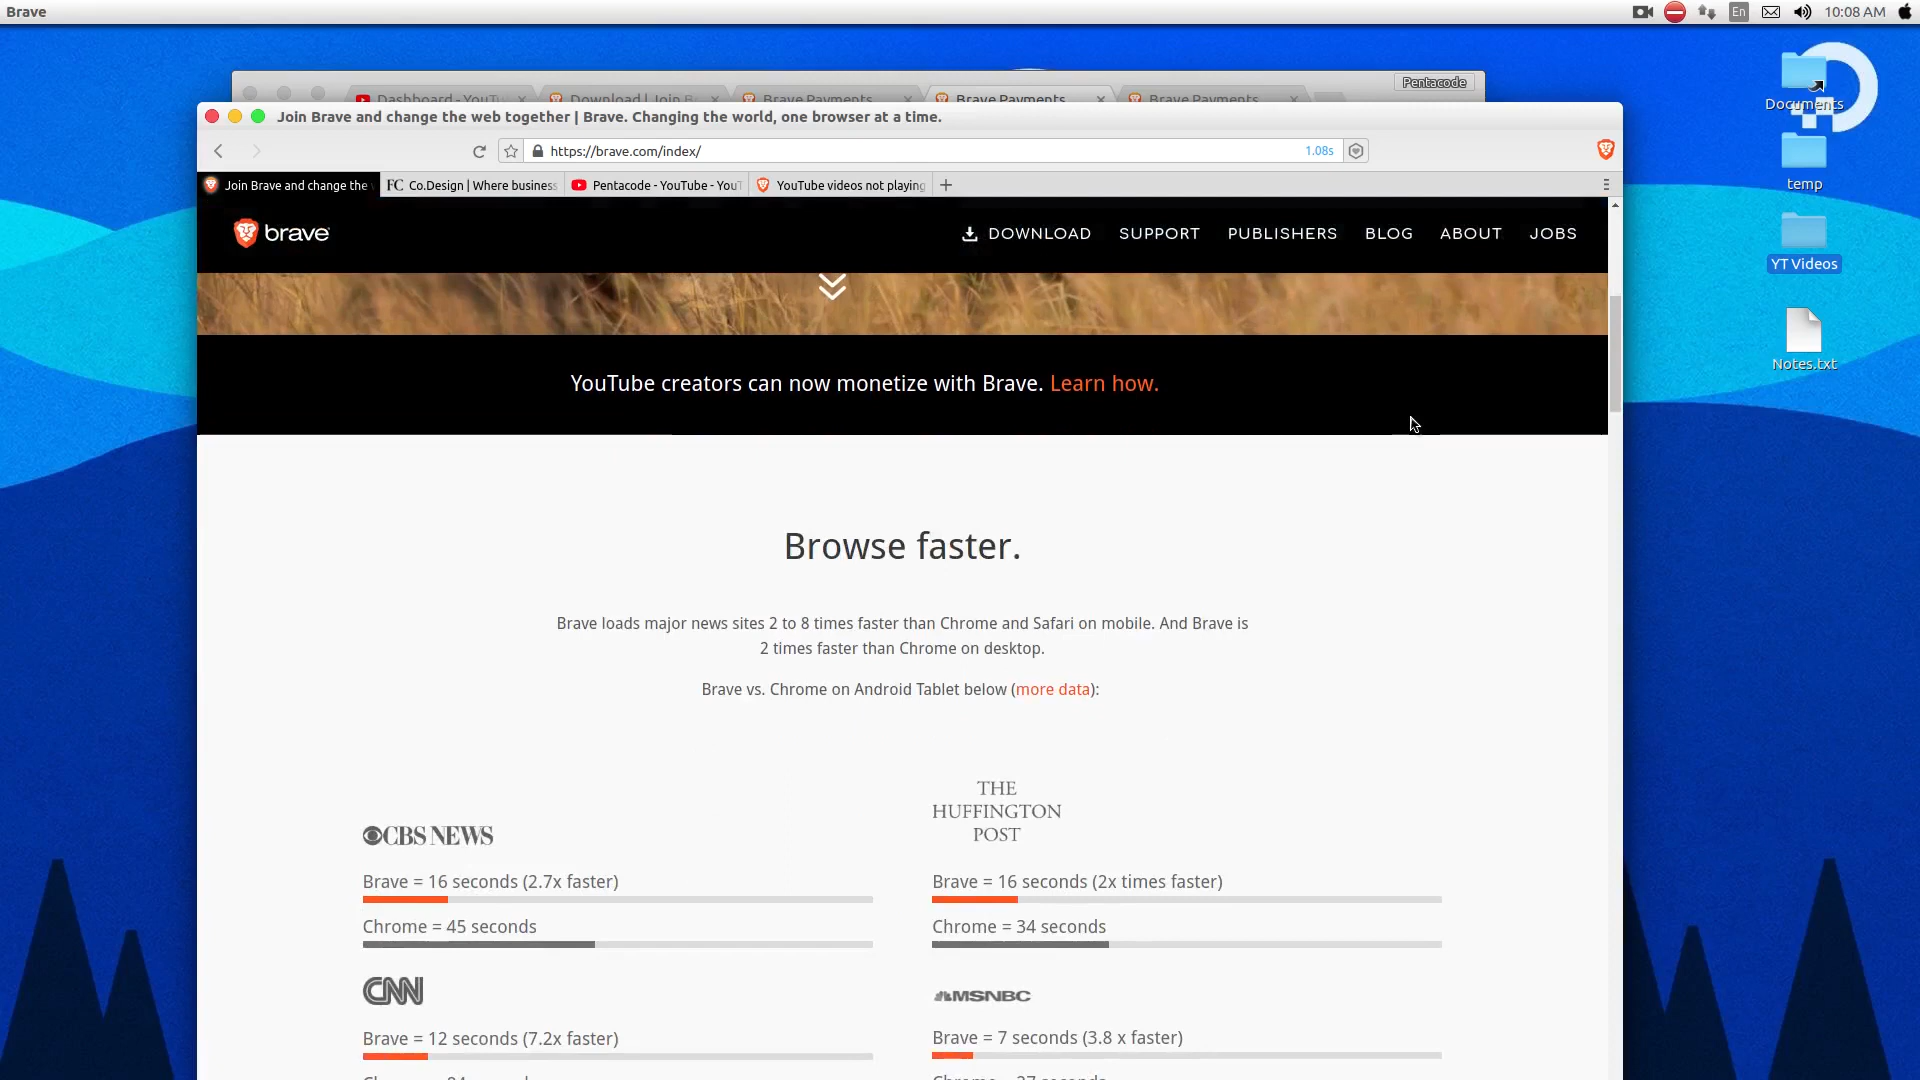 Brave
En
10:08 AM
Pentacode
Dashboard - YouT
Download | Join B
Brave Payments
Brave Payments
Brave Payments
Join Brave and change the web together | Brave. Changing the world, one browser at a time.
https://brave.com/index/
1.08s
Join Brave and change the
FC Co.Design | Where business
Pentacode - YouTube - YouT
YouTube videos not playing
brave
DOWNLOAD
SUPPORT
PUBLISHERS
BLOG
ABOUT
JOBS
YouTube creators can now monetize with Brave. Learn how.
Browse faster.
Brave loads major news sites 2 to 8 times faster than Chrome and Safari on mobile. And Brave is
2 times faster than Chrome on desktop.
Brave vs. Chrome on Android Tablet below (more data):
CBS NEWS
Brave = 16 seconds (2.7x faster)
Chrome = 45 seconds
THE
HUFFINGTON
POST
Brave = 16 seconds (2x times faster)
Chrome = 34 seconds
CNN
Brave = 12 seconds (7.2x faster)
MSNBC
Brave = 7 seconds (3.8 x faster)
Documents
temp
YT Videos
Notes.txt